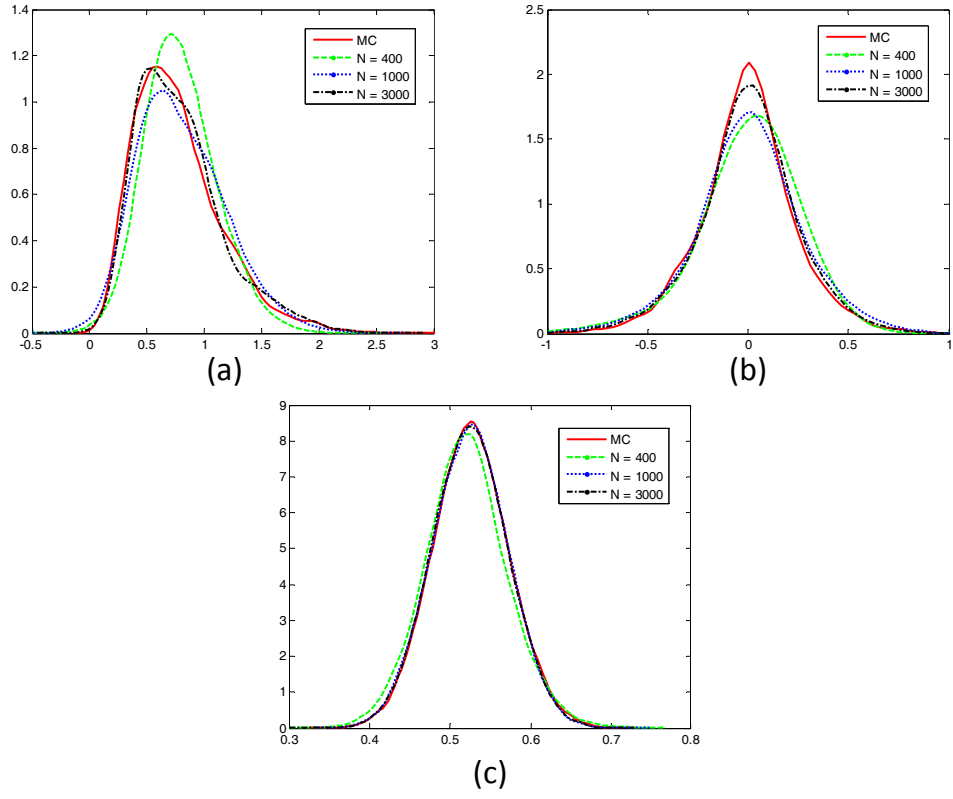 1.4
1.2
1
0.8
0.6
0.4
0.2
0
-0.5 0 0.5 1 1.5 2 2.5 3
MC
N = 400
N = 1000
N = 3000
(a)
2.5
2
1.5
1
0.5
0
-1 -0.5 0 0.5 1
MC
N = 400
N = 1000
N = 3000
(b)
9
8
7
6
5
4
3
2
1
0
0.3 0.4 0.5 0.6 0.7 0.8
MC
N = 400
N = 1000
N = 3000
(c)